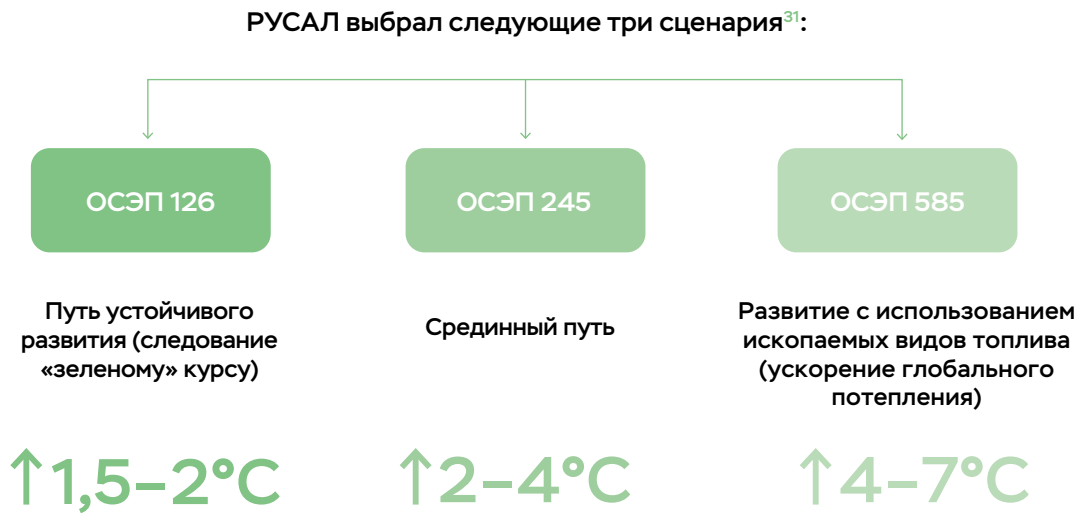 РУСАЛ выбрал следующие три сценария³¹:
ОСЭП 126
ОСЭП 245
ОСЭП 585
Путь устойчивого
развития (следование
«зеленому» курсу)
Срединный путь
Развитие с использованием
ископаемых видов топлива
(ускорение глобального
потепления)
↑1,5–2°C
↑2–4°C
↑4–7°C